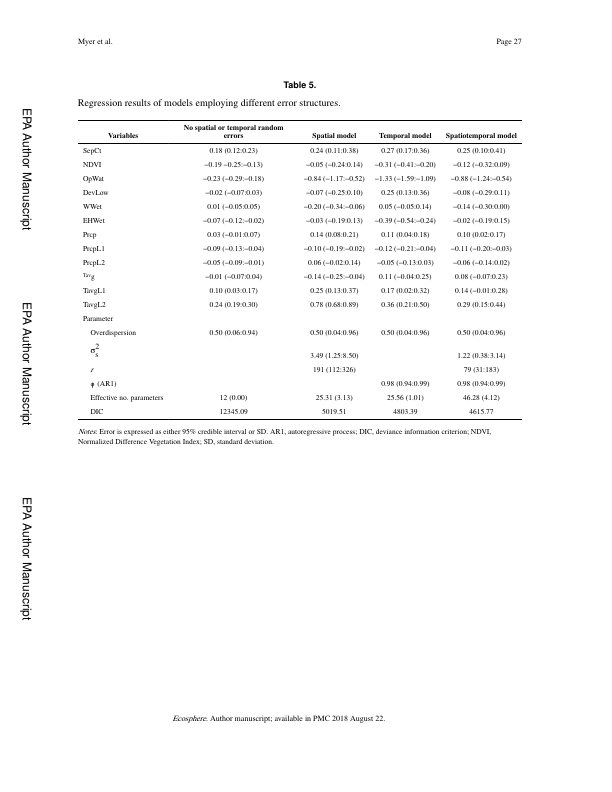 Myer et al.
Page 27
Table 5.
Regression results of models employing different error structures.
Variables No spatial or temporal random errors Spatial model Temporal model Spatiotemporal model
SepCt 0.18 (0.12:0.23) 0.24 (0.11:0.38) 0.27 (0.17:0.36) 0.25 (0.10:0.41)
NDVI −0.19 −0.25:−0.13) −0.05 (−0.24:0.14) −0.31 (−0.41:−0.20) −0.12 (−0.32:0.09)
OpWat −0.23 (−0.29:−0.18) −0.84 (−1.17:−0.52) −1.33 (−1.59:−1.09) −0.88 (−1.24:−0.54)
DevLow −0.02 (−0.07:0.03) −0.07 (−0.25:0.10) 0.25 (0.13:0.36) −0.08 (−0.29:0.11)
WWet 0.01 (−0.05:0.05) −0.20 (−0.34:−0.06) 0.05 (−0.05:0.14) −0.14 (−0.30:0.00)
EHWet −0.07 (−0.12:−0.02) −0.03 (−0.19:0.13) −0.39 (−0.54:−0.24) −0.02 (−0.19:0.15)
Prcp 0.03 (−0.01:0.07) 0.14 (0.08:0.21) 0.11 (0.04:0.18) 0.10 (0.02:0.17)
PrcpL1 −0.09 (−0.13:−0.04) −0.10 (−0.19:−0.02) −0.12 (−0.21:−0.04) −0.11 (−0.20:−0.03)
PrcpL2 −0.05 (−0.09:−0.01) 0.06 (−0.02:0.14) −0.05 (−0.13:0.03) −0.06 (−0.14:0.02)
Tavg −0.01 (−0.07:0.04) −0.14 (−0.25:−0.04) 0.11 (−0.04:0.25) 0.08 (−0.07:0.23)
TavgL1 0.10 (0.03:0.17) 0.25 (0.13:0.37) 0.17 (0.02:0.32) 0.14 (−0.01:0.28)
TavgL2 0.24 (0.19:0.30) 0.78 (0.68:0.89) 0.36 (0.21:0.50) 0.29 (0.15:0.44)
Parameter
Overdispersion 0.50 (0.06:0.94) 0.50 (0.04:0.96) 0.50 (0.04:0.96) 0.50 (0.04:0.96)
σ²s 3.49 (1.25:8.50) 1.22 (0.38:3.14)
r 191 (112:326) 79 (31:183)
φ (AR1) 0.98 (0.94:0.99) 0.98 (0.94:0.99)
Effective no. parameters 12 (0.00) 25.31 (3.13) 25.56 (1.01) 46.28 (4.12)
DIC 12345.09 5019.51 4803.39 4615.77
Notes: Error is expressed as either 95% credible interval or SD. AR1, autoregressive process; DIC, deviance information criterion; NDVI,
Normalized Difference Vegetation Index; SD, standard deviation.
Ecosphere. Author manuscript; available in PMC 2018 August 22.
EPA Author Manuscript
EPA Author Manuscript
EPA Author Manuscript